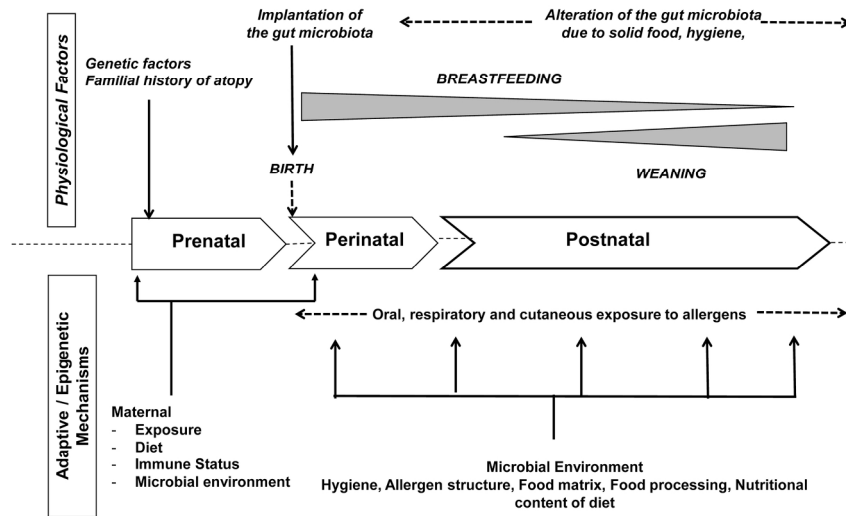 Physiological Factors
Implantation of
the gut microbiota
Alteration of the gut microbiota
due to solid food, hygiene,
Genetic factors
Familial history of atopy
BREASTFEEDING
BIRTH
WEANING
Prenatal
Perinatal
Postnatal
Adaptive / Epigenetic
Mechanisms
Oral, respiratory and cutaneous exposure to allergens
Maternal
- Exposure
- Diet
- Immune Status
- Microbial environment
Microbial Environment
Hygiene, Allergen structure, Food matrix, Food processing, Nutritional
content of diet